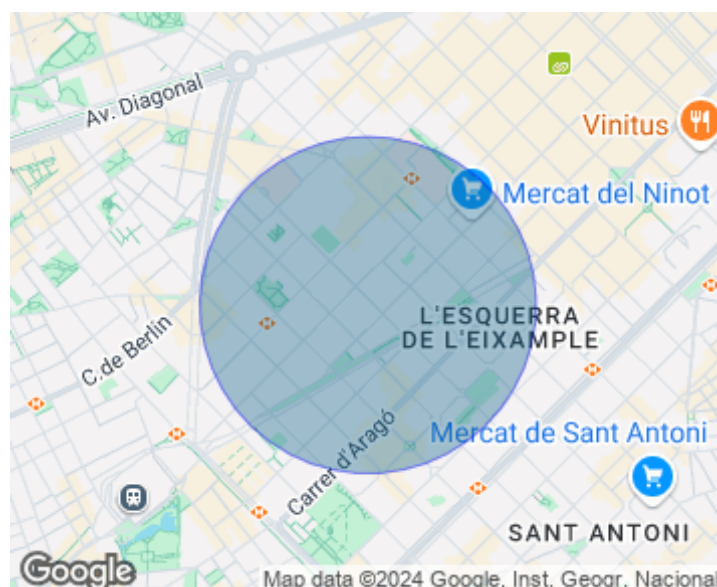 Av. Diagonal
Vinitus
Mercat del Ninot
L'ESQUERRA
DE L'EIXAMPLE
C. de Berlin
Carrer d'Aragó
Mercat de Sant Antoni
SANT ANTONI
Google
Map data ©2024 Google, Inst. Geogr. Nacional